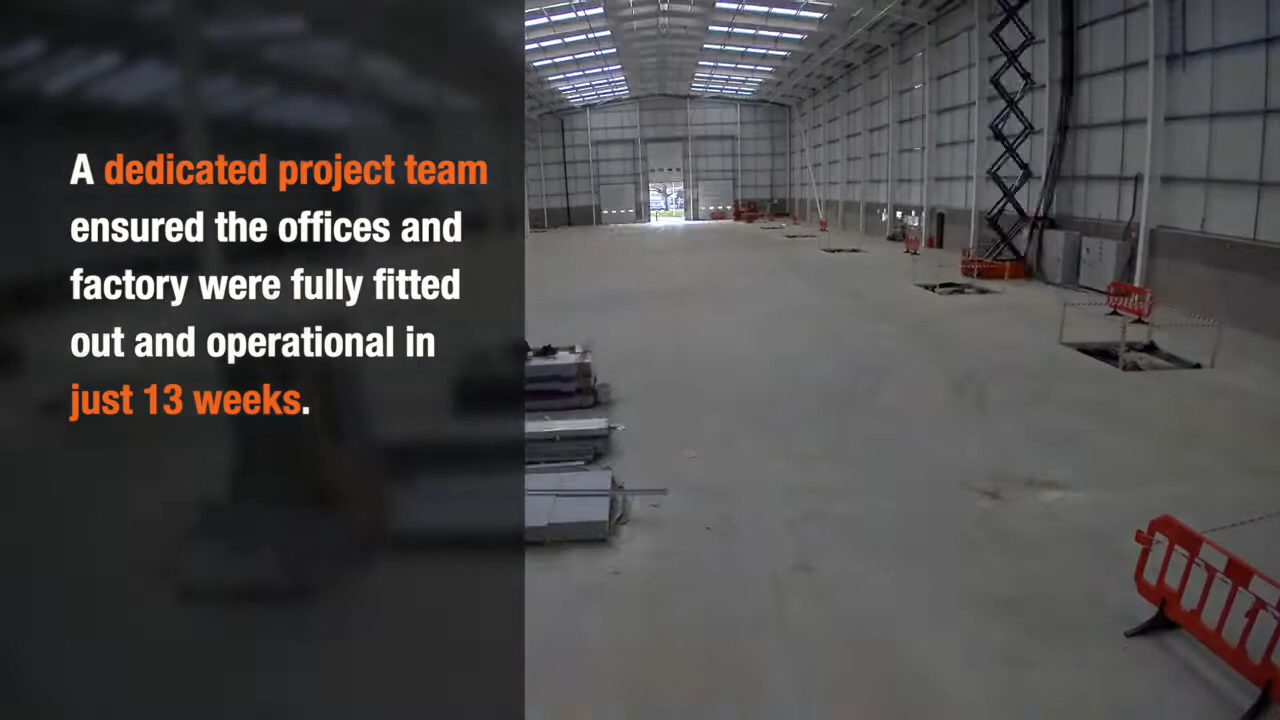 A dedicated project team
ensured the offices and
factory were fully fitted
out and operational in
just 13 weeks.